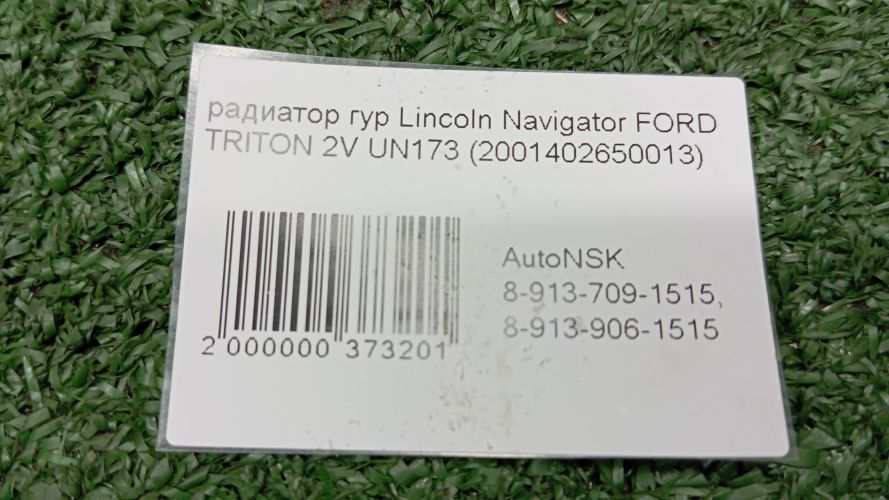 радиатор гур Lincoln Navigator FORD
TRITON 2V UN173 (2001402650013)
AutoNSK
8-913-709-1515,
8-913-906-1515
2 000000 373201